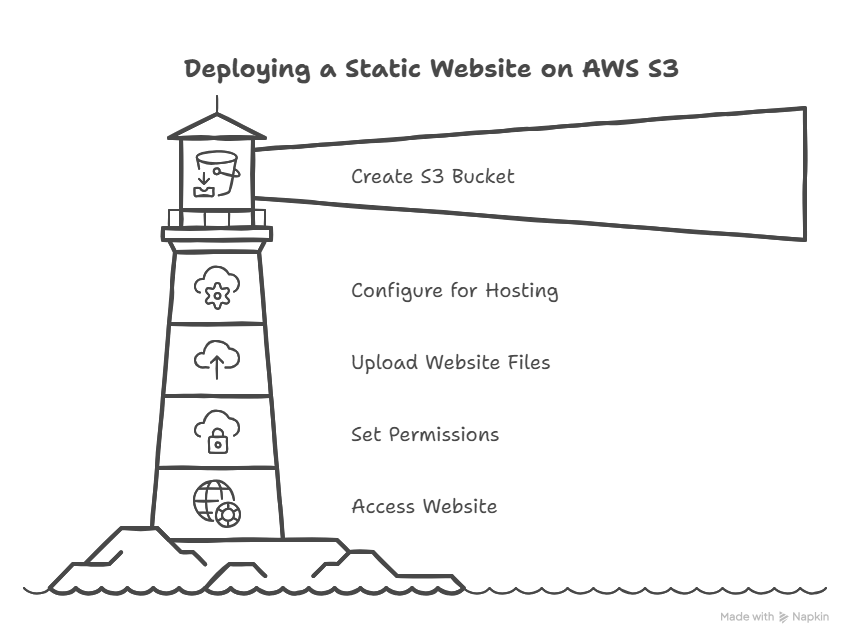 Deploying a Static Website on AWS S3
Create S3 Bucket
Configure for Hosting
Upload Website Files
Set Permissions
Access Website
Made with Napkin